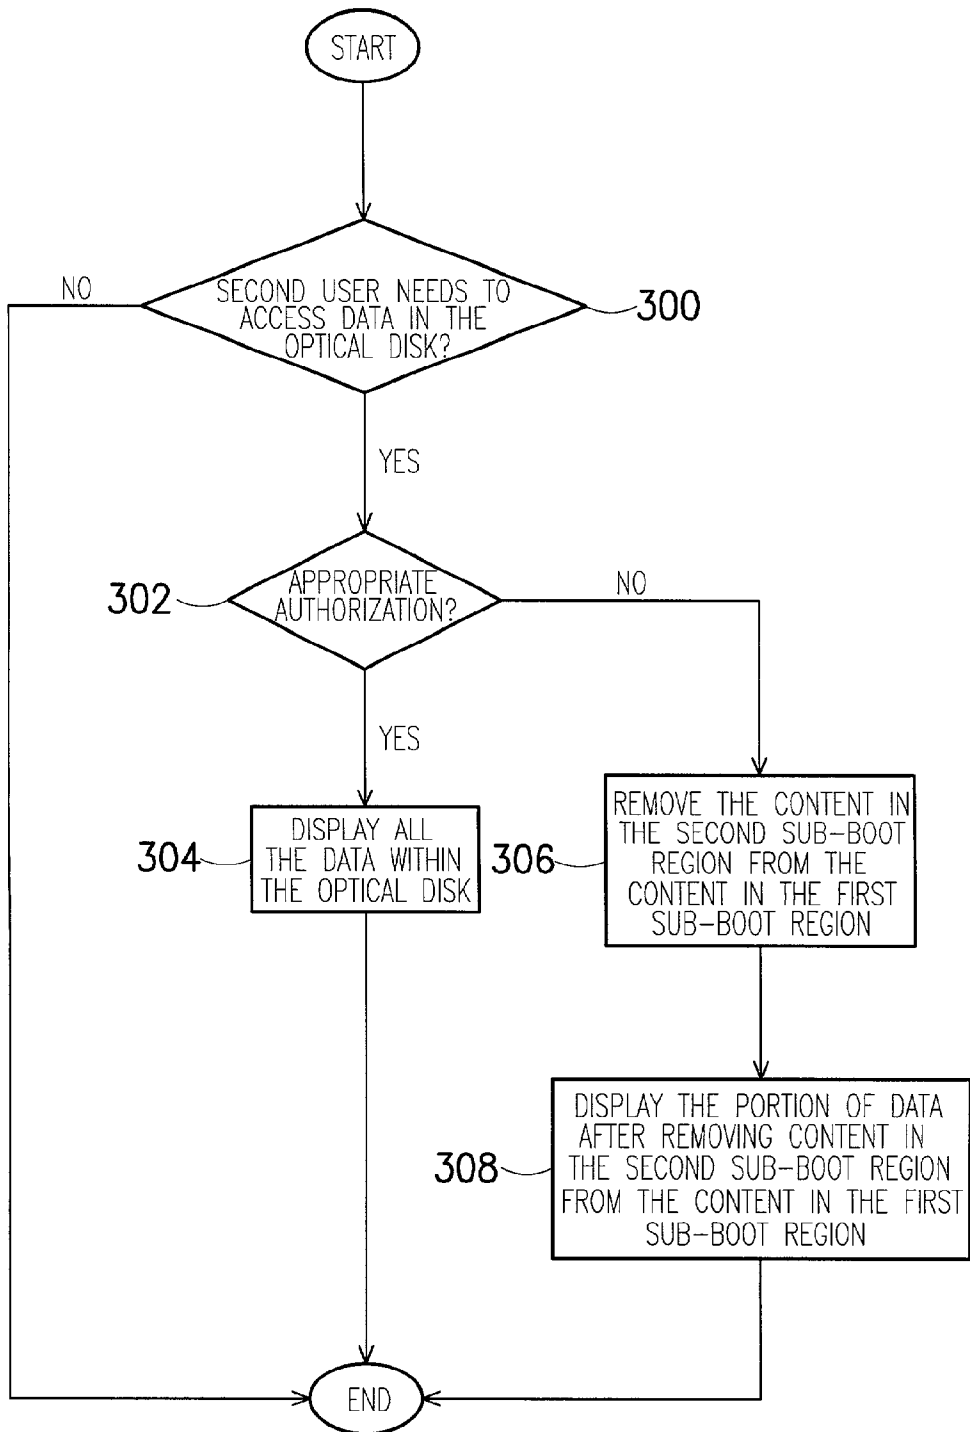 START
NO
SECOND USER NEEDS TO
ACCESS DATA IN THE
OPTICAL DISK?
300
YES
302
APPROPRIATE
AUTHORIZATION?
NO
YES
304
DISPLAY ALL
THE DATA WITHIN
THE OPTICAL DISK
306
REMOVE THE CONTENT IN
THE SECOND SUB-BOOT
REGION FROM THE
CONTENT IN THE FIRST
SUB-BOOT REGION
308
DISPLAY THE PORTION OF DATA
AFTER REMOVING CONTENT IN
THE SECOND SUB-BOOT REGION
FROM THE CONTENT IN THE FIRST
SUB-BOOT REGION
END